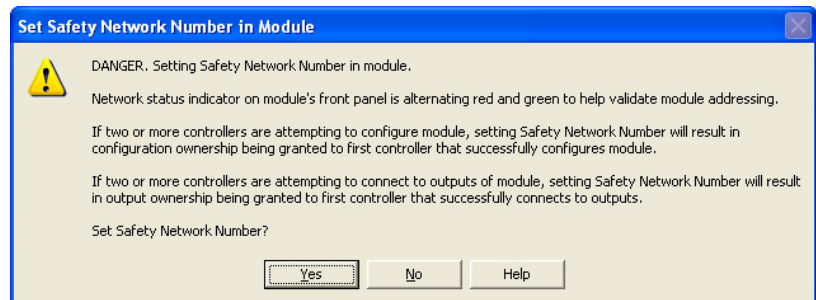 Set Safety Network Number in Module
DANGER. Setting Safety Network Number in module.
Network status indicator on module's front panel is alternating red and green to help validate module addressing.
If two or more controllers are attempting to configure module, setting Safety Network Number will result in
configuration ownership being granted to first controller that successfully configures module.
If two or more controllers are attempting to connect to outputs of module, setting Safety Network Number will result
in output ownership being granted to first controller that successfully connects to outputs.
Set Safety Network Number?
Yes No Help